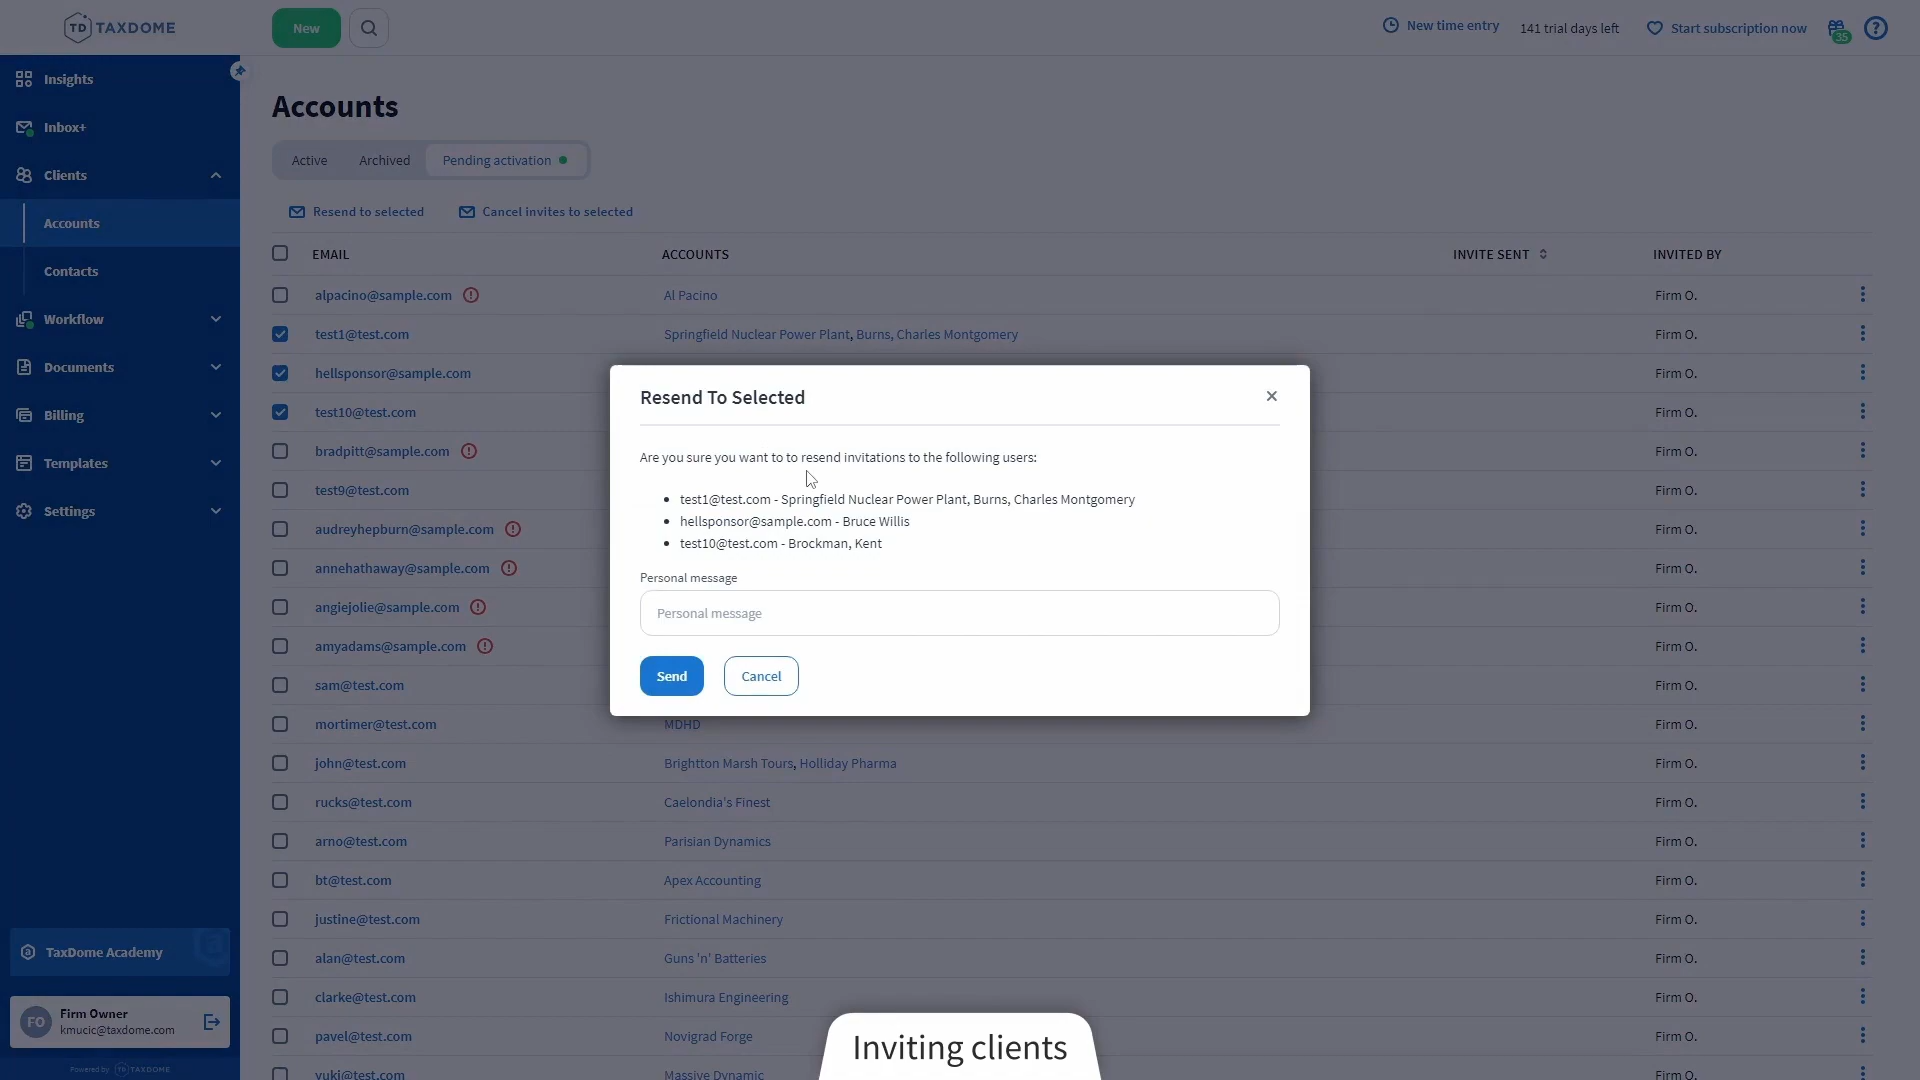 TD TAXDOME
New
New time entry
141 trial days left
Start subscription now
35
Insights
Inbox+
Clients
Accounts
Contacts
Workflow
Documents
Billing
Templates
Settings
TaxDome Academy
FO
Firm Owner
kmucic@taxdome.com
Powered by TD TAXDOME
Accounts
Active
Archived
Pending activation
Resend to selected
Cancel invites to selected
EMAIL ACCOUNTS INVITE SENT INVITED BY
alpacino@sample.com Al Pacino Firm O.
test1@test.com Springfield Nuclear Power Plant, Burns, Charles Montgomery Firm O.
hellsponsor@sample.com Firm O.
test10@test.com Firm O.
bradpitt@sample.com Firm O.
test9@test.com Firm O.
audreyhepburn@sample.com Firm O.
annehathaway@sample.com Firm O.
angiejolie@sample.com Firm O.
amyadams@sample.com Firm O.
sam@test.com Firm O.
mortimer@test.com MDHD Firm O.
john@test.com Brightton Marsh Tours, Holliday Pharma Firm O.
rucks@test.com Caelondia's Finest Firm O.
arno@test.com Parisian Dynamics Firm O.
bt@test.com Apex Accounting Firm O.
justine@test.com Frictional Machinery Firm O.
alan@test.com Guns 'n' Batteries Firm O.
clarke@test.com Ishimura Engineering Firm O.
pavel@test.com Novigrad Forge Firm O.
yuki@test.com Massive Dynamic Firm O.
Resend To Selected
Are you sure you want to to resend invitations to the following users:
test1@test.com - Springfield Nuclear Power Plant, Burns, Charles Montgomery
hellsponsor@sample.com - Bruce Willis
test10@test.com - Brockman, Kent
Personal message
Personal message
Send
Cancel
Inviting clients